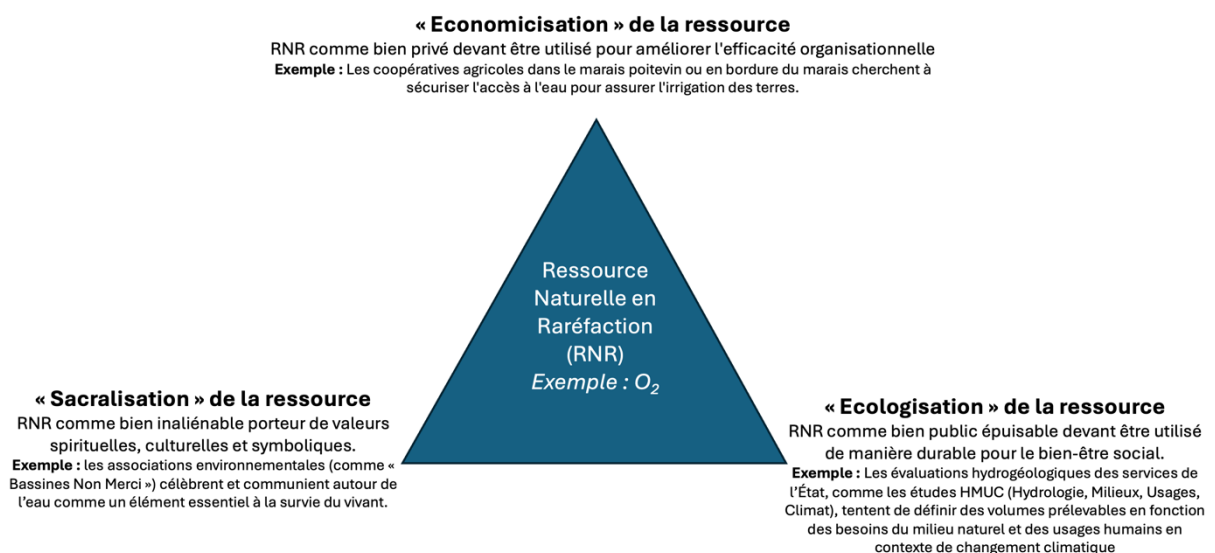 « Economicisation » de la ressource
RNR comme bien privé devant être utilisé pour améliorer l'efficacité organisationnelle
Exemple : Les coopératives agricoles dans le marais poitevin ou en bordure du marais cherchent à
sécuriser l'accès à l'eau pour assurer l'irrigation des terres.
Ressource
Naturelle en
Raréfaction
(RNR)
Exemple : O₂
« Sacralisation » de la ressource
RNR comme bien inaliénable porteur de valeurs
spirituelles, culturelles et symboliques.
Exemple : les associations environnementales (comme «
Bassines Non Merci ») célèbrent et communient autour de
l’eau comme un élément essentiel à la survie du vivant.
« Ecologisation » de la ressource
RNR comme bien public épuisable devant être utilisé
de manière durable pour le bien-être social.
Exemple : Les évaluations hydrogéologiques des services de
l’État, comme les études HMUC (Hydrologie, Milieux, Usages,
Climat), tentent de définir des volumes prélevables en fonction
des besoins du milieu naturel et des usages humains en
contexte de changement climatique